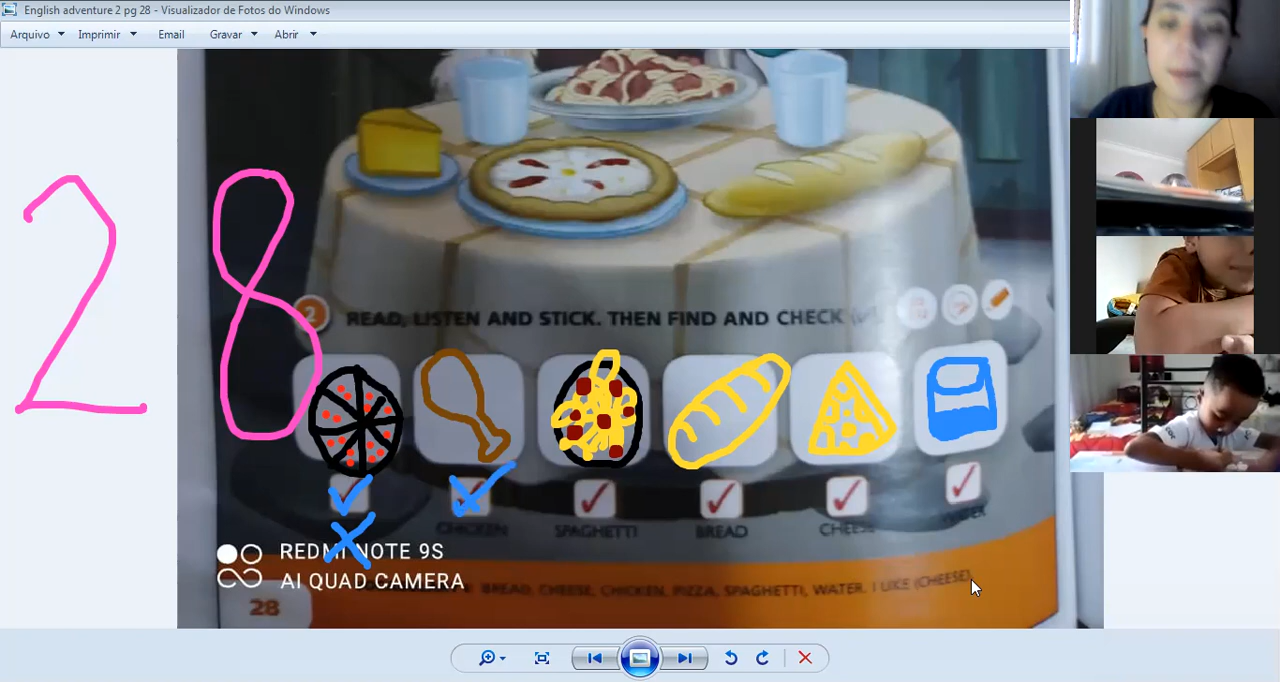 English adventure 2 pg 28 - Visualizador de Fotos do Windows
Arquivo Imprimir Email Gravar Abrir
28
2 READ, LISTEN AND STICK. THEN FIND AND CHECK (✓).
CHICKEN SPAGHETTI BREAD CHEESE WATER
REDMI NOTE 9S
AI QUAD CAMERA
BREAD, CHEESE, CHICKEN, PIZZA, SPAGHETTI, WATER. I LIKE (CHEESE).
28